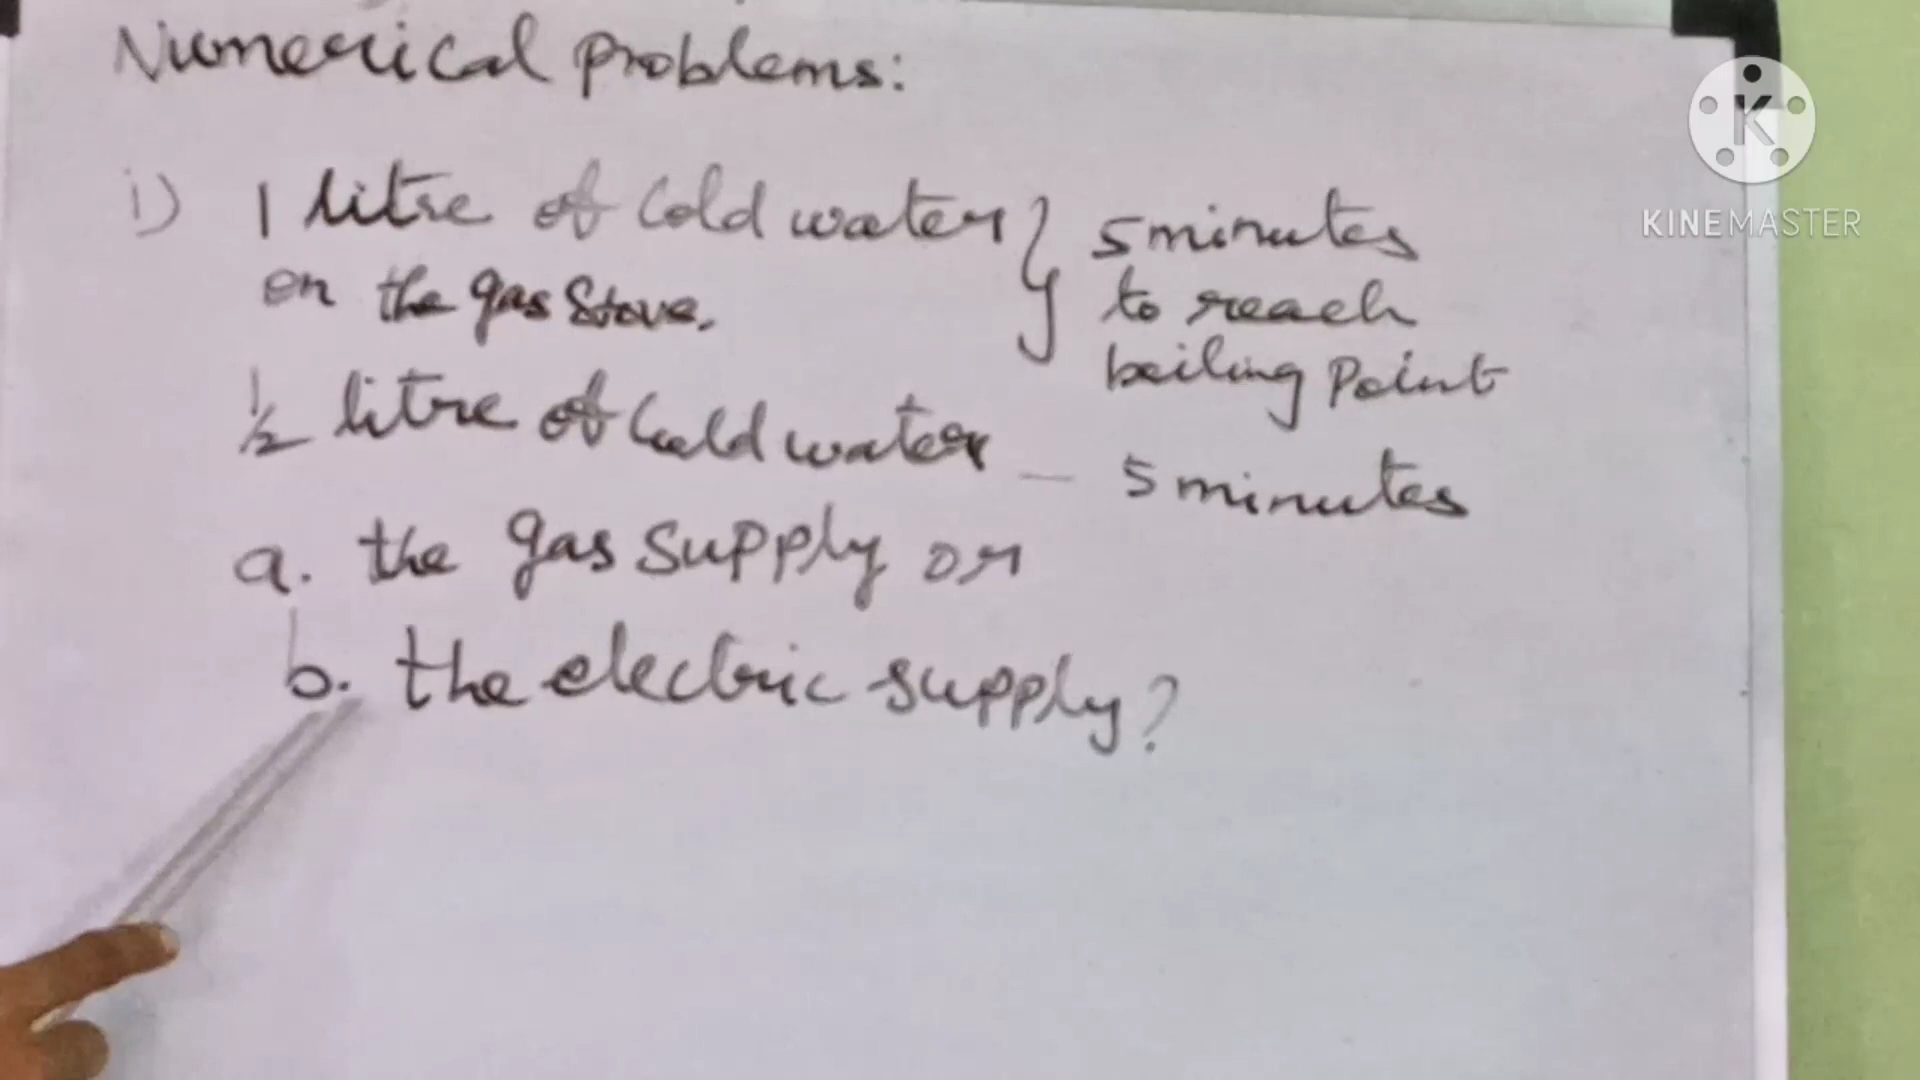 Numerical problems:
i) 1 litre of cold water } 5 minutes
on the gas stove. to reach
boiling Point
1/2 litre of cold water - 5 minutes
a. the gas supply or
b. the electric supply?
K
KINEMASTER